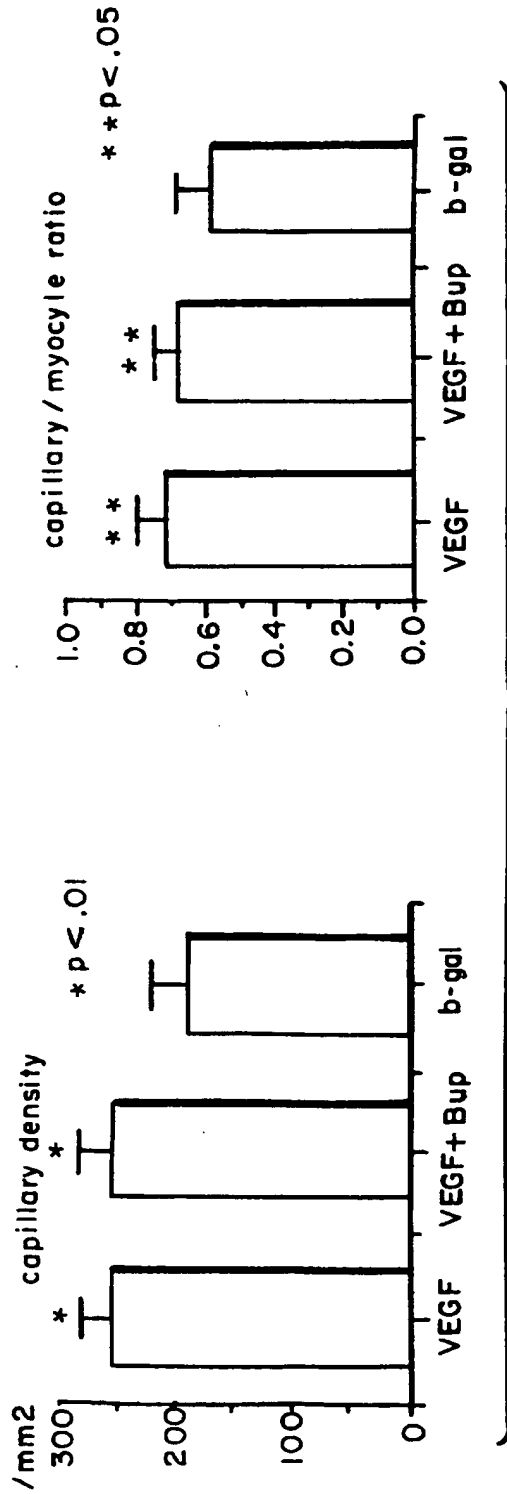 /mm2
capillary density
*p<.01
300
200
100
0
*
*
VEGF
VEGF+Bup
b-gal
capillary/myocyte ratio
**p<.05
1.0
0.8
0.6
0.4
0.2
0.0
**
**
VEGF
VEGF+Bup
b-gal